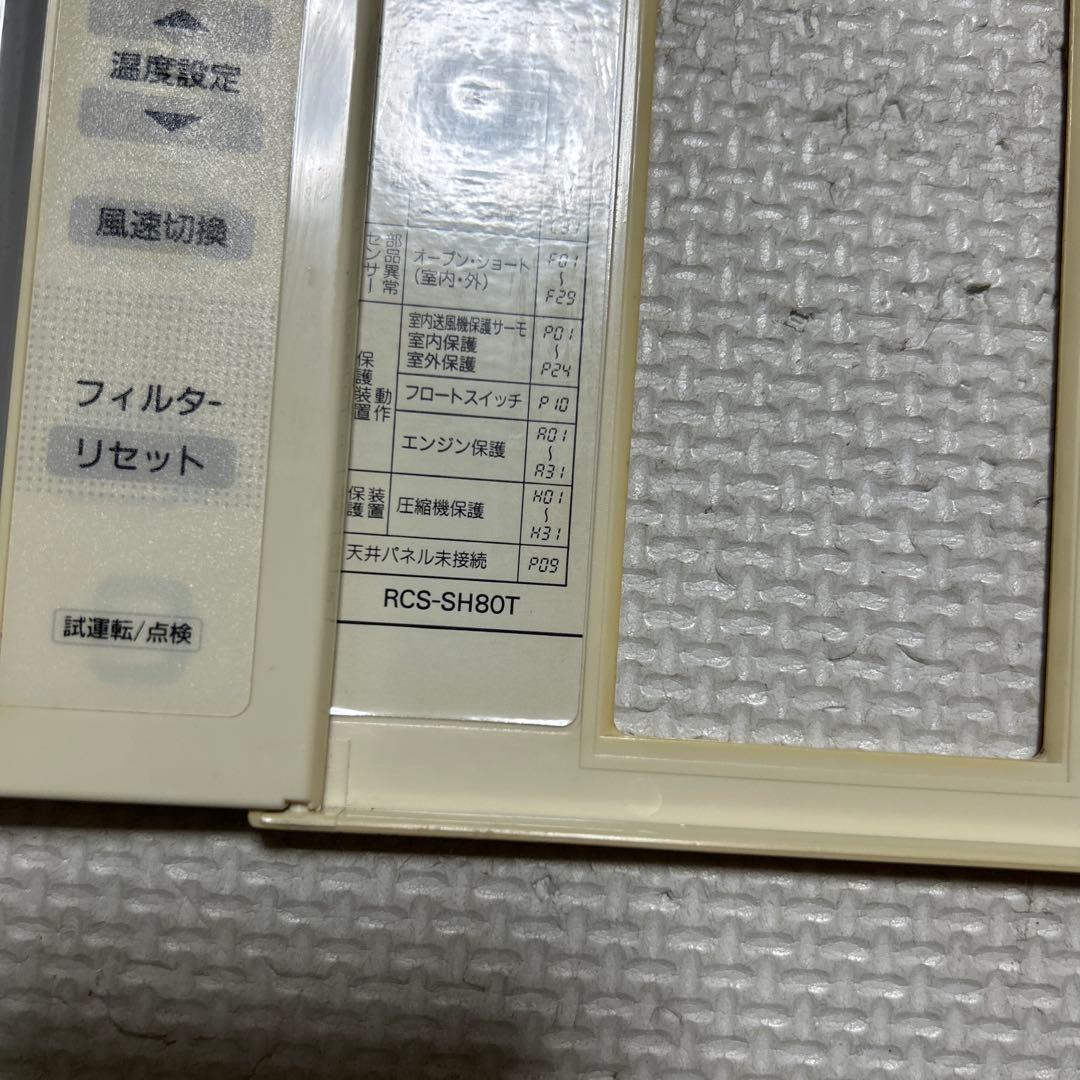 ▲
温度設定
▼
風速切換
フィルター
リセット
試運転/点検
センサー
部品異常
オープン・ショート
(室内・外)
F01
～
F29
保護装置
動作
室内送風機保護サーモ
室内保護
室外保護
P01
～
P24
フロートスイッチ
P10
エンジン保護
A01
～
A31
保護
装置
圧縮機保護
H01
～
H31
天井パネル未接続
P09
RCS-SH80T